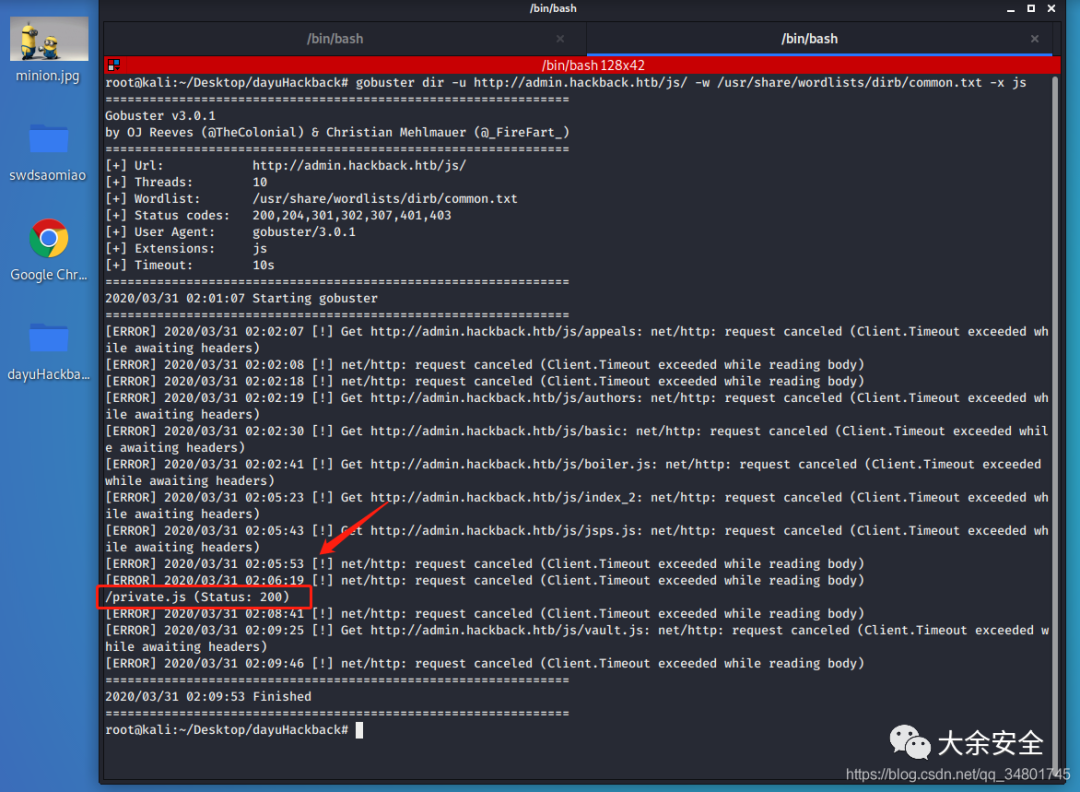 /bin/bash
/bin/bash × /bin/bash ×
/bin/bash 128x42
minion.jpg
swdsaomiao
Google Chr...
dayuHackba...
root@kali:~/Desktop/dayuHackback# gobuster dir -u http://admin.hackback.htb/js/ -w /usr/share/wordlists/dirb/common.txt -x js
===============================================================
Gobuster v3.0.1
by OJ Reeves (@TheColonial) & Christian Mehlmauer (@_FireFart_)
===============================================================
[+] Url:            http://admin.hackback.htb/js/
[+] Threads:        10
[+] Wordlist:       /usr/share/wordlists/dirb/common.txt
[+] Status codes:   200,204,301,302,307,401,403
[+] User Agent:     gobuster/3.0.1
[+] Extensions:     js
[+] Timeout:        10s
===============================================================
2020/03/31 02:01:07 Starting gobuster
===============================================================
[ERROR] 2020/03/31 02:02:07 [!] Get http://admin.hackback.htb/js/appeals: net/http: request canceled (Client.Timeout exceeded wh
ile awaiting headers)
[ERROR] 2020/03/31 02:02:08 [!] net/http: request canceled (Client.Timeout exceeded while reading body)
[ERROR] 2020/03/31 02:02:18 [!] net/http: request canceled (Client.Timeout exceeded while reading body)
[ERROR] 2020/03/31 02:02:19 [!] Get http://admin.hackback.htb/js/authors: net/http: request canceled (Client.Timeout exceeded wh
ile awaiting headers)
[ERROR] 2020/03/31 02:02:30 [!] Get http://admin.hackback.htb/js/basic: net/http: request canceled (Client.Timeout exceeded whil
e awaiting headers)
[ERROR] 2020/03/31 02:02:41 [!] Get http://admin.hackback.htb/js/boiler.js: net/http: request canceled (Client.Timeout exceeded
while awaiting headers)
[ERROR] 2020/03/31 02:05:23 [!] Get http://admin.hackback.htb/js/index_2: net/http: request canceled (Client.Timeout exceeded wh
ile awaiting headers)
[ERROR] 2020/03/31 02:05:43 [!] Get http://admin.hackback.htb/js/jsps.js: net/http: request canceled (Client.Timeout exceeded wh
ile awaiting headers)
[ERROR] 2020/03/31 02:05:53 [!] net/http: request canceled (Client.Timeout exceeded while reading body)
[ERROR] 2020/03/31 02:06:19 [!] net/http: request canceled (Client.Timeout exceeded while reading body)
/private.js (Status: 200)
[ERROR] 2020/03/31 02:08:41 [!] net/http: request canceled (Client.Timeout exceeded while reading body)
[ERROR] 2020/03/31 02:09:25 [!] Get http://admin.hackback.htb/js/vault.js: net/http: request canceled (Client.Timeout exceeded w
hile awaiting headers)
[ERROR] 2020/03/31 02:09:46 [!] net/http: request canceled (Client.Timeout exceeded while reading body)
===============================================================
2020/03/31 02:09:53 Finished
===============================================================
root@kali:~/Desktop/dayuHackback#
大余安全
https://blog.csdn.net/qq_34801745